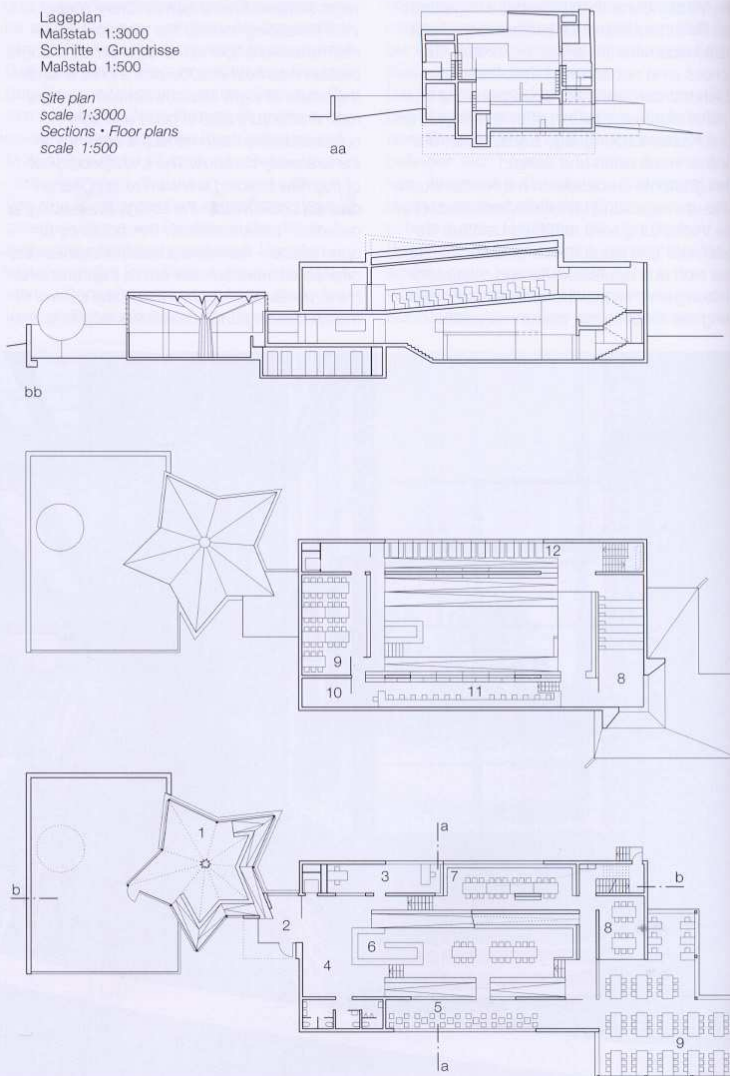 Lageplan
Maßstab 1:3000
Schnitte • Grundrisse
Maßstab 1:500
Site plan
scale 1:3000
Sections • Floor plans
scale 1:500
aa
bb
12
9
8
10
11
a
1
3
7
b
b
2
8
6
4
5
9
a